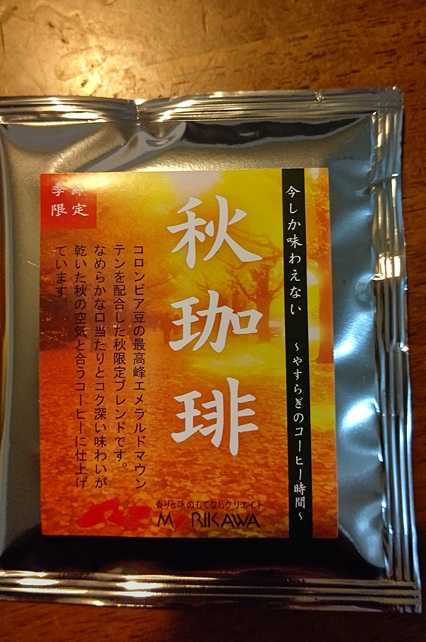 今しか味わえない ～やすらぎのコーヒー時間～
秋珈琲
季節
限定
コロンビア豆の最高峰エメラルドマウン
テンを配合した秋限定ブレンドです。
なめらかな口当たりとコク深い味わいが
乾いた秋の空気と合うコーヒーに仕上げ
ています。
MORIKAWA